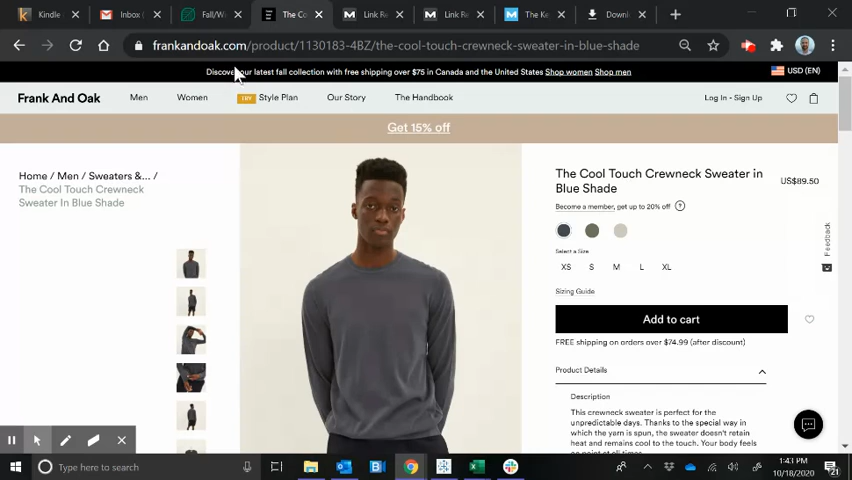 Kindle
Inbox (
Fall/W
The Co
Link Re
Link Re
The Ke
Downl
frankandoak.com/product/1130183-4BZ/the-cool-touch-crewneck-sweater-in-blue-shade
Discover our latest fall collection with free shipping over $75 in Canada and the United States Shop women Shop men
USD (EN)
Frank And Oak
Men
Women
TRY Style Plan
Our Story
The Handbook
Log In - Sign Up
Get 15% off
Home / Men / Sweaters &... /
The Cool Touch Crewneck
Sweater In Blue Shade
The Cool Touch Crewneck Sweater in
Blue Shade
US$89.50
Become a member, get up to 20% off ?
Select a Size
XS S M L XL
Sizing Guide
Add to cart
FREE shipping on orders over $74.99 (after discount)
Product Details
Description
This crewneck sweater is perfect for the
unpredictable days. Thanks to the special way in
which the yarn is spun, the sweater doesn't retain
heat and remains cool to the touch. Your body feels
Feedback
Type here to search
1:43 PM
10/18/2020
21